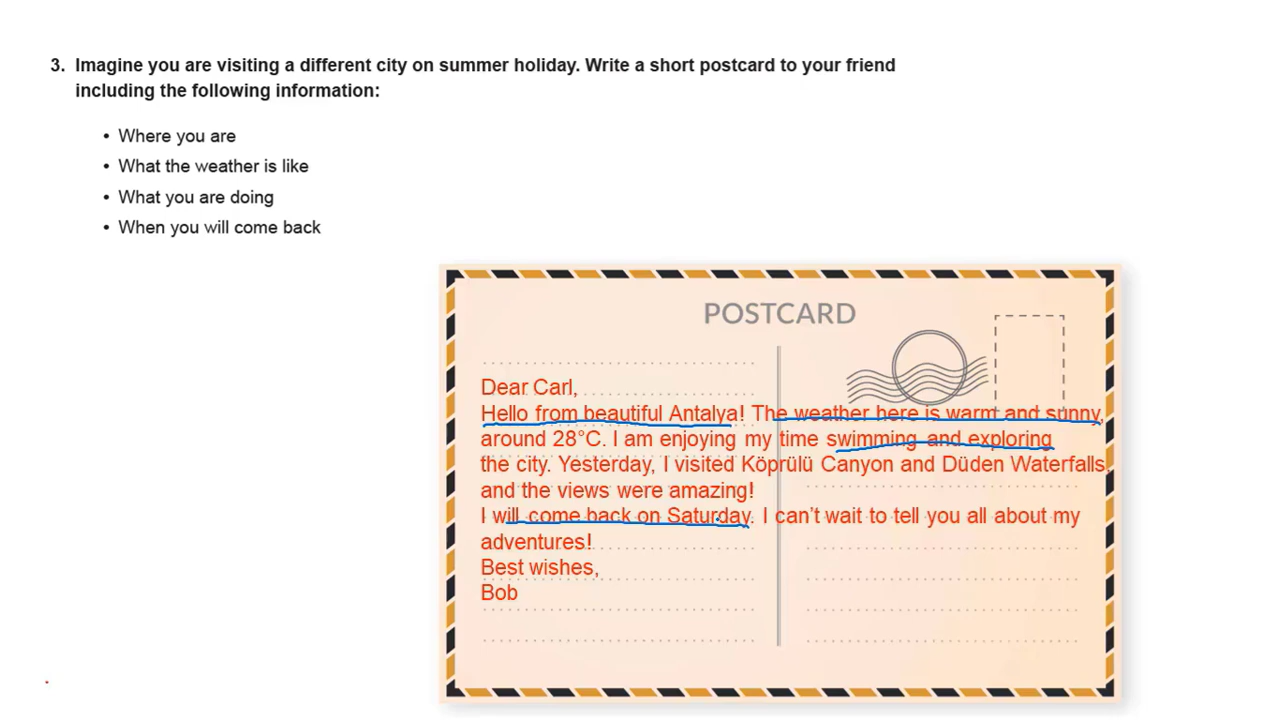 3. Imagine you are visiting a different city on summer holiday. Write a short postcard to your friend
including the following information:
• Where you are
• What the weather is like
• What you are doing
• When you will come back
POSTCARD
Dear Carl,
Hello from beautiful Antalya! The weather here is warm and sunny,
around 28°C. I am enjoying my time swimming and exploring
the city. Yesterday, I visited Köprülü Canyon and Düden Waterfalls,
and the views were amazing!
I will come back on Saturday. I can’t wait to tell you all about my
adventures!
Best wishes,
Bob